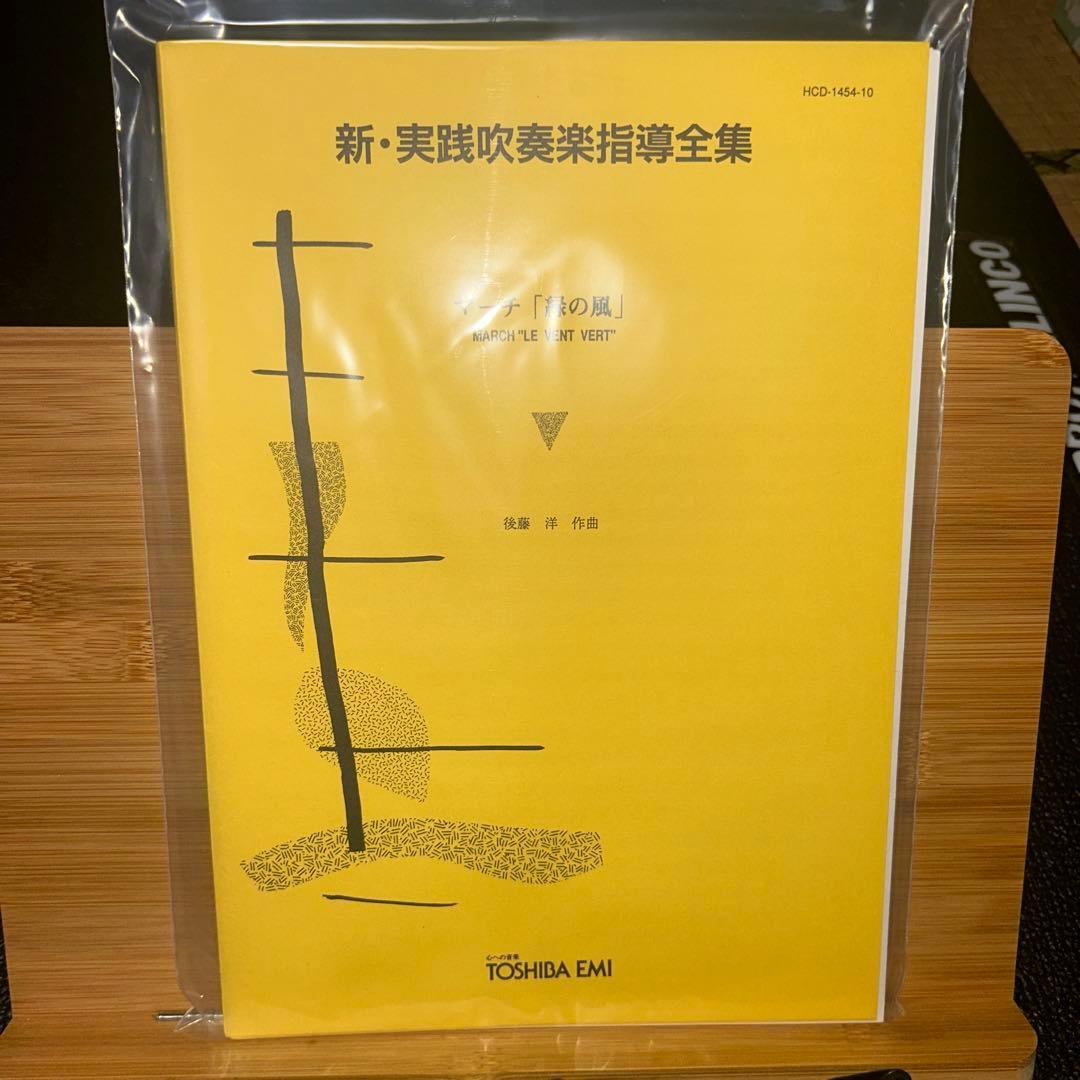 HCD-1454-10
新・実践吹奏楽指導全集
マーチ「緑の風」
MARCH "LE VENT VERT"
後藤 洋 作曲
心への音楽
TOSHIBA EMI
LINCO